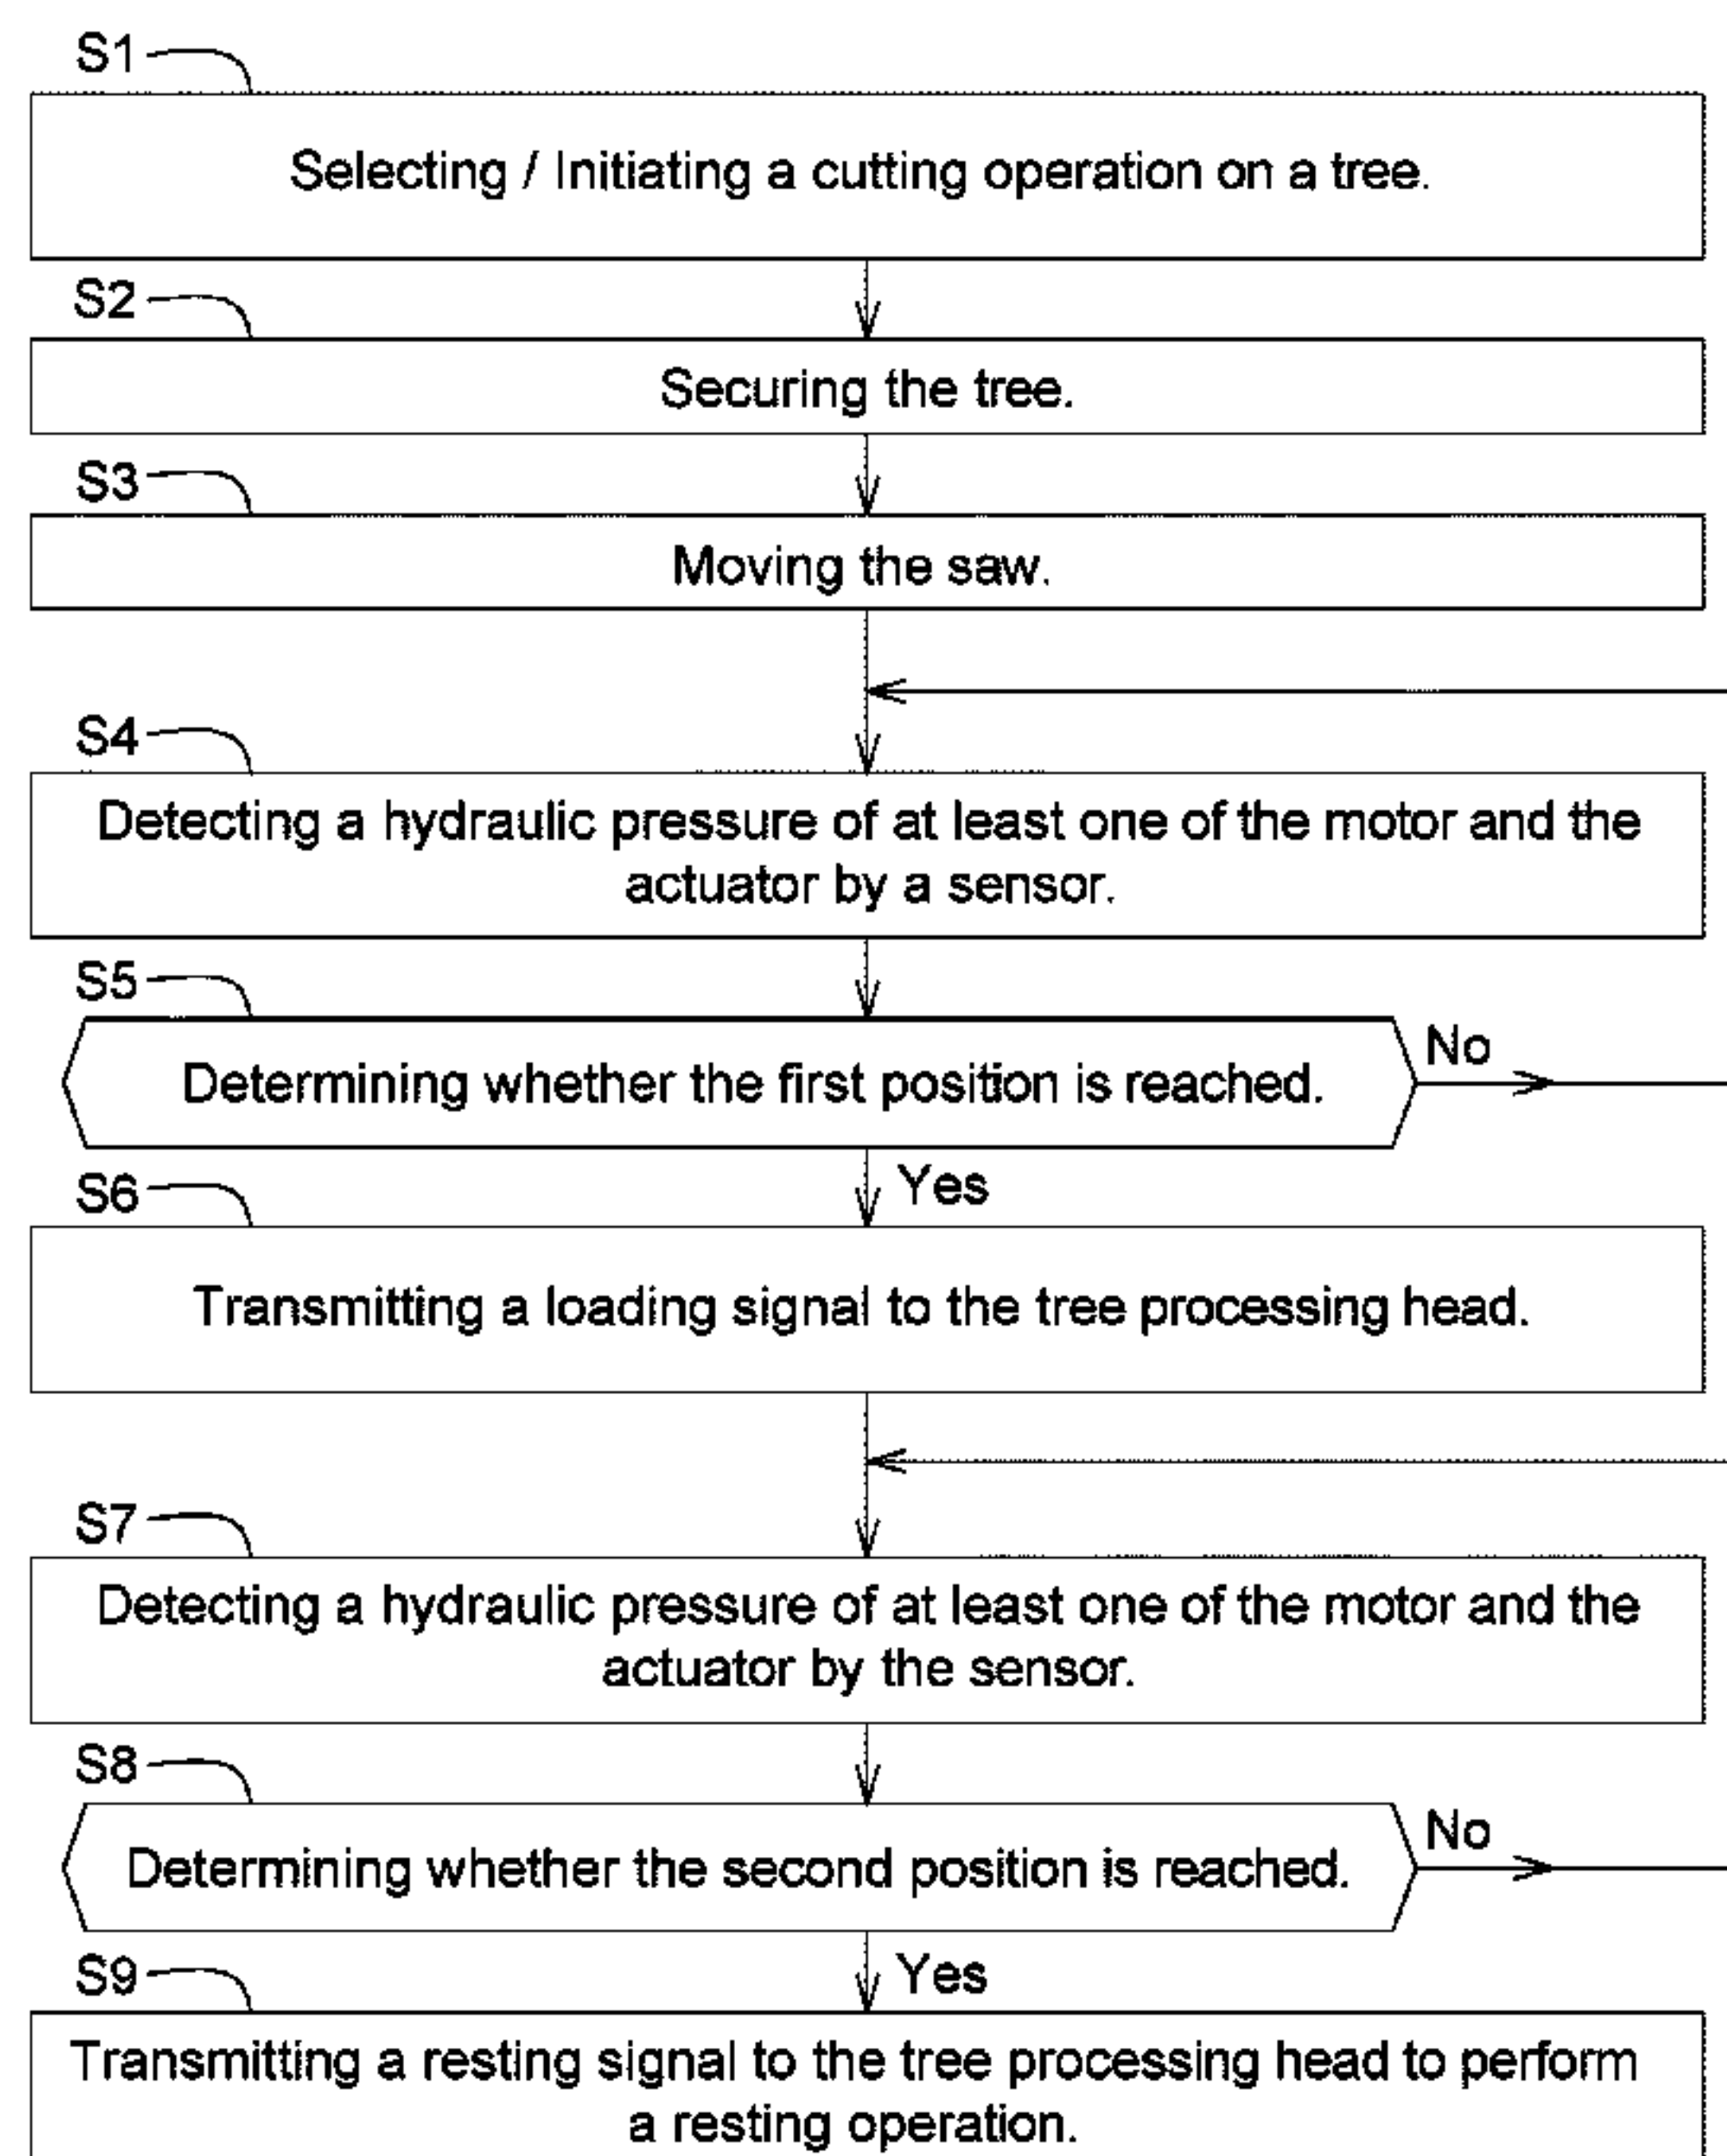 S1
Selecting / Initiating a cutting operation on a tree.
S2
Securing the tree.
S3
Moving the saw.
S4
Detecting a hydraulic pressure of at least one of the motor and the
actuator by a sensor.
S5
No
Determining whether the first position is reached.
Yes
S6
Transmitting a loading signal to the tree processing head.
S7
Detecting a hydraulic pressure of at least one of the motor and the
actuator by the sensor.
S8
No
Determining whether the second position is reached.
Yes
S9
Transmitting a resting signal to the tree processing head to perform
a resting operation.